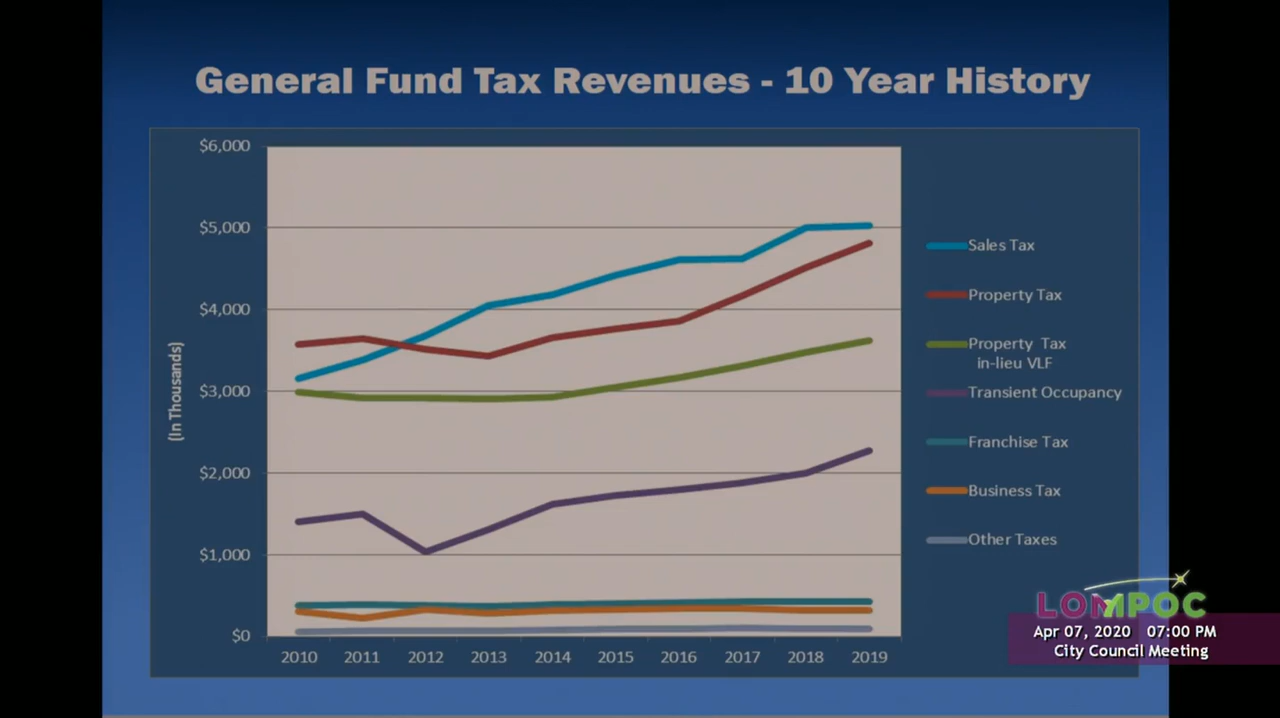 General Fund Tax Revenues - 10 Year History
$6,000
$5,000
$4,000
$3,000
$2,000
$1,000
$0
(In Thousands)
2010 2011 2012 2013 2014 2015 2016 2017 2018 2019
Sales Tax
Property Tax
Property Tax
in-lieu VLF
Transient Occupancy
Franchise Tax
Business Tax
Other Taxes
LOMPOC
Apr 07, 2020 07:00 PM
City Council Meeting